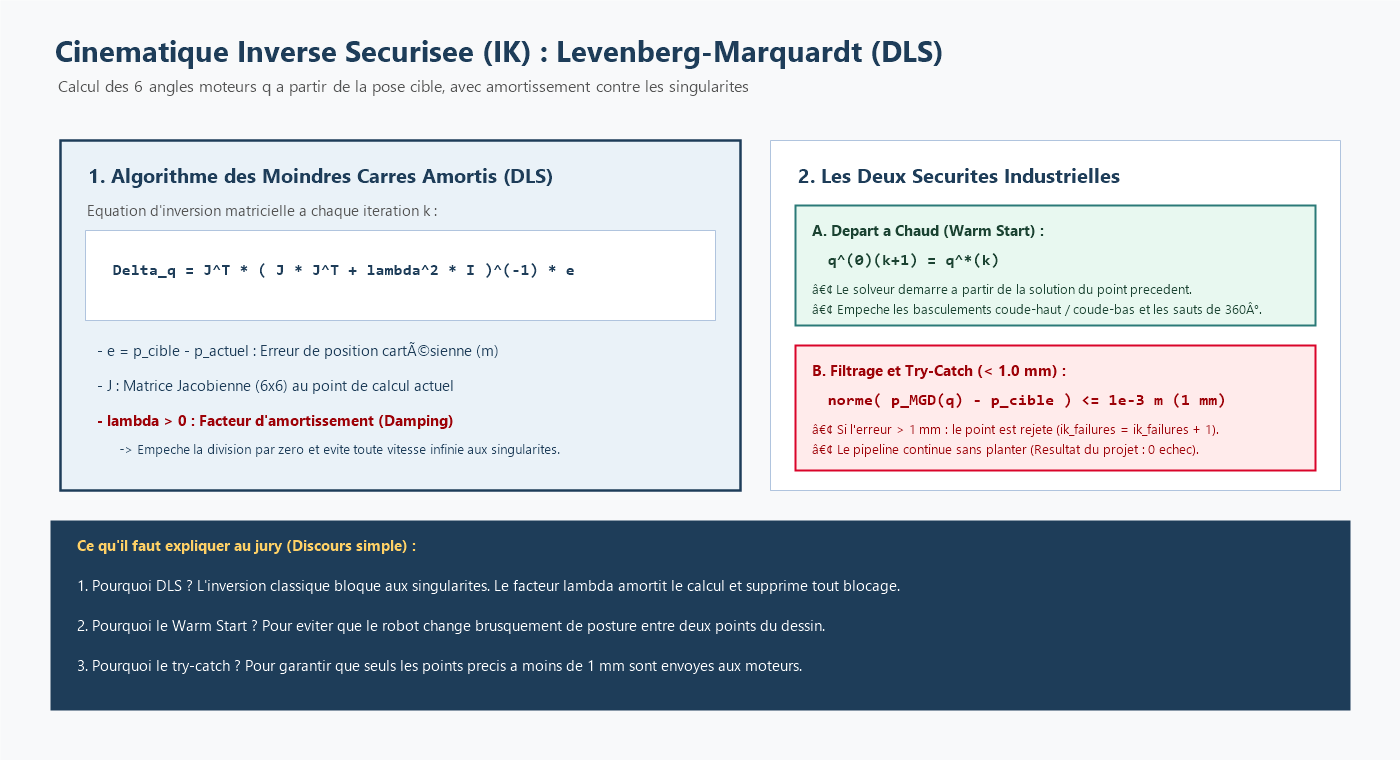 Cinematique Inverse Securisee (IK) : Levenberg-Marquardt (DLS)
Calcul des 6 angles moteurs q a partir de la pose cible, avec amortissement contre les singularites
1. Algorithme des Moindres Carres Amortis (DLS)
Equation d'inversion matricielle a chaque iteration k :
Delta_q = J^T * ( J * J^T + lambda^2 * I )^(-1) * e
- e = p_cible - p_actuel : Erreur de position cartÃ©sienne (m)
- J : Matrice Jacobienne (6x6) au point de calcul actuel
- lambda > 0 : Facteur d'amortissement (Damping)
-> Empeche la division par zero et evite toute vitesse infinie aux singularites.
2. Les Deux Securites Industrielles
A. Depart a Chaud (Warm Start) :
q^(0)(k+1) = q^*(k)
â€¢ Le solveur demarre a partir de la solution du point precedent.
â€¢ Empeche les basculements coude-haut / coude-bas et les sauts de 360Â°.
B. Filtrage et Try-Catch (< 1.0 mm) :
norme( p_MGD(q) - p_cible ) <= 1e-3 m (1 mm)
â€¢ Si l'erreur > 1 mm : le point est rejete (ik_failures = ik_failures + 1).
â€¢ Le pipeline continue sans planter (Resultat du projet : 0 echec).
Ce qu'il faut expliquer au jury (Discours simple) :
1. Pourquoi DLS ? L'inversion classique bloque aux singularites. Le facteur lambda amortit le calcul et supprime tout blocage.
2. Pourquoi le Warm Start ? Pour eviter que le robot change brusquement de posture entre deux points du dessin.
3. Pourquoi le try-catch ? Pour garantir que seuls les points precis a moins de 1 mm sont envoyes aux moteurs.